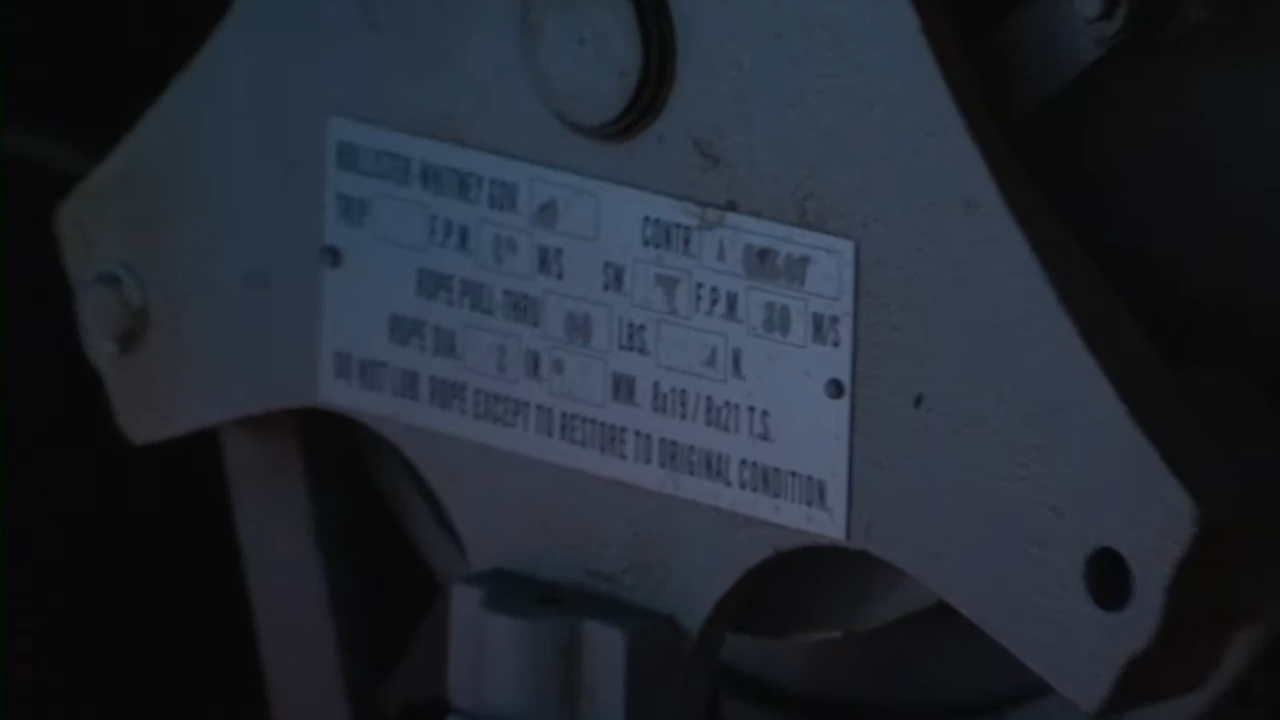 HOLLISTER-WHITNEY GOV. CONTR.
TRIP F.P.M. M/S SW. F.P.M. 80 M/S
ROPE PULL-THRU LBS. N.
ROPE DIA. IN. MM. 8x19 / 8x21 T.S.
DO NOT LUB. ROPE EXCEPT TO RESTORE TO ORIGINAL CONDITION.